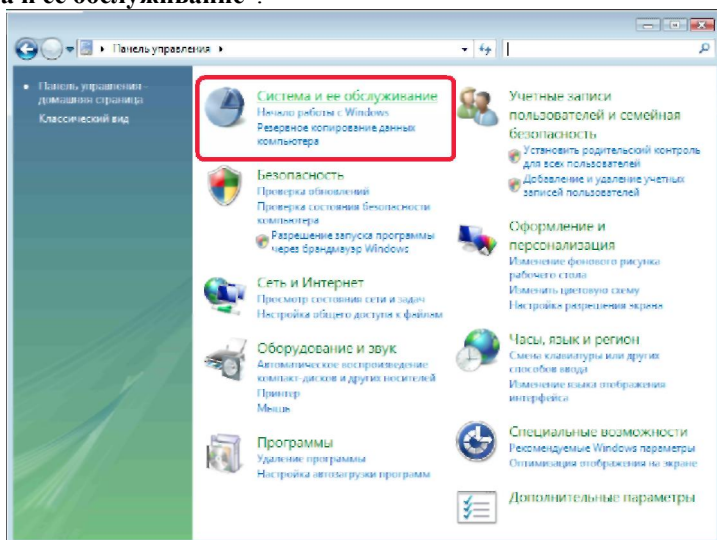 а и ее обслуживание".
Панель управления
Панель управления -
домашняя страница
Классический вид
Система и ее обслуживание
Начало работы с Windows
Резервное копирование данных
компьютера
Безопасность
Проверка обновлений
Проверка состояния безопасности
компьютера
Разрешение запуска программы
через брандмауэр Windows
Сеть и Интернет
Просмотр состояния сети и задач
Настройка общего доступа к файлам
Оборудование и звук
Автоматическое воспроизведение
компакт-дисков и других носителей
Принтер
Мышь
Программы
Удаление программы
Настройка автозагрузки программ
Учетные записи
пользователей и семейная
безопасность
Установить родительский контроль
для всех пользователей
Добавление и удаление учетных
записей пользователей
Оформление и
персонализация
Изменение фонового рисунка
рабочего стола
Изменить цветовую схему
Настройка разрешения экрана
Часы, язык и регион
Смена клавиатуры или других
способов ввода
Изменение языка отображения
интерфейса
Специальные возможности
Рекомендуемые Windows параметры
Оптимизация отображения на экране
Дополнительные параметры